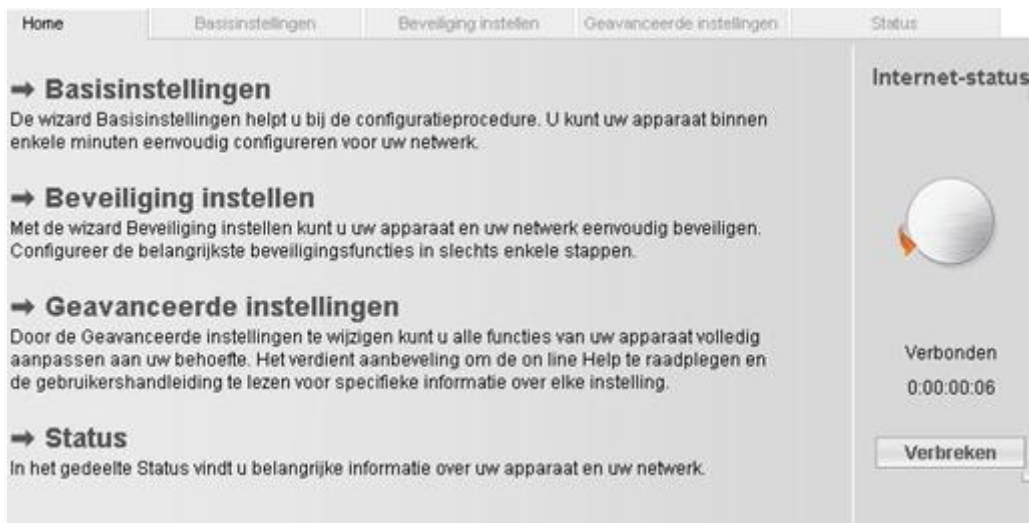 Home Basisinstellingen Beveiliging instellen Geavanceerde instellingen Status
➡ Basisinstellingen
De wizard Basisinstellingen helpt u bij de configuratieprocedure. U kunt uw apparaat binnen
enkele minuten eenvoudig configureren voor uw netwerk.
➡ Beveiliging instellen
Met de wizard Beveiliging instellen kunt u uw apparaat en uw netwerk eenvoudig beveiligen.
Configureer de belangrijkste beveiligingsfuncties in slechts enkele stappen.
➡ Geavanceerde instellingen
Door de Geavanceerde instellingen te wijzigen kunt u alle functies van uw apparaat volledig
aanpassen aan uw behoefte. Het verdient aanbeveling om de on line Help te raadplegen en
de gebruikershandleiding te lezen voor specifieke informatie over elke instelling.
➡ Status
In het gedeelte Status vindt u belangrijke informatie over uw apparaat en uw netwerk.
Internet-status
Verbonden
0:00:00:06
Verbreken